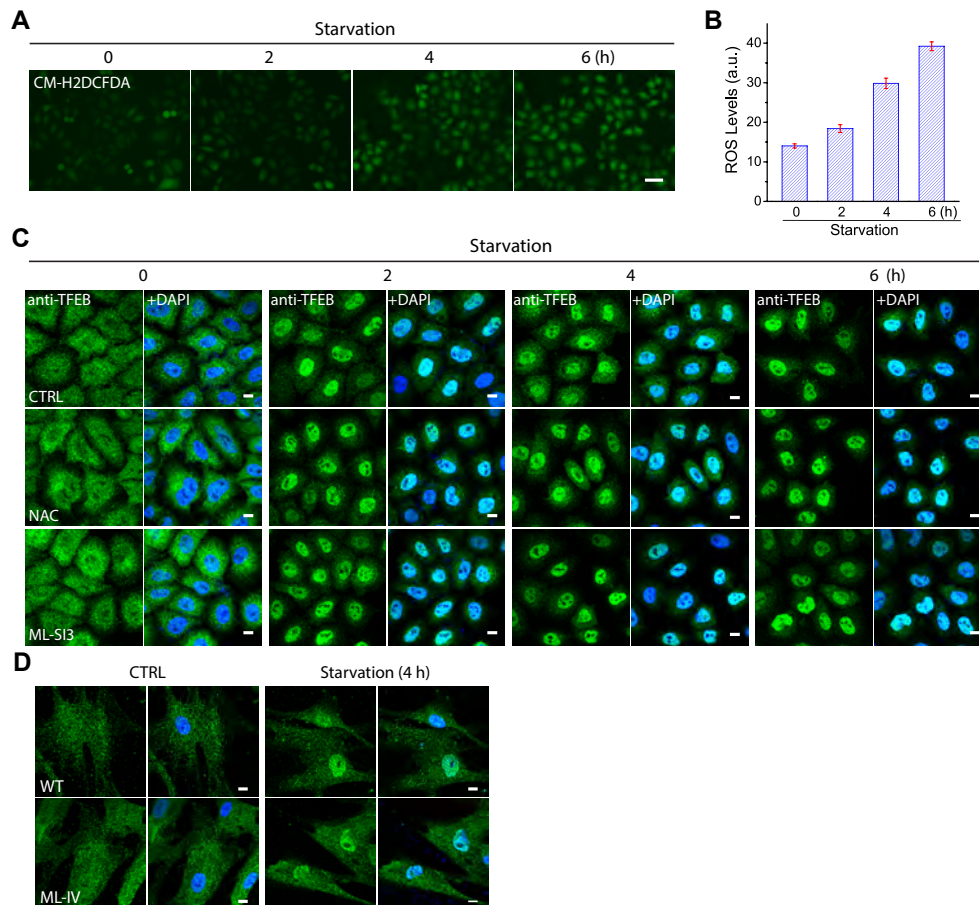 A
Starvation
0 2 4 6 (h)
CM-H2DCFDA
B
ROS Levels (a.u.)
40
30
20
10
0
0 2 4 6 (h)
Starvation
C
Starvation
0 2 4 6 (h)
anti-TFEB +DAPI anti-TFEB +DAPI anti-TFEB +DAPI anti-TFEB +DAPI
CTRL
NAC
ML-SI3
D
CTRL Starvation (4 h)
WT
ML-IV